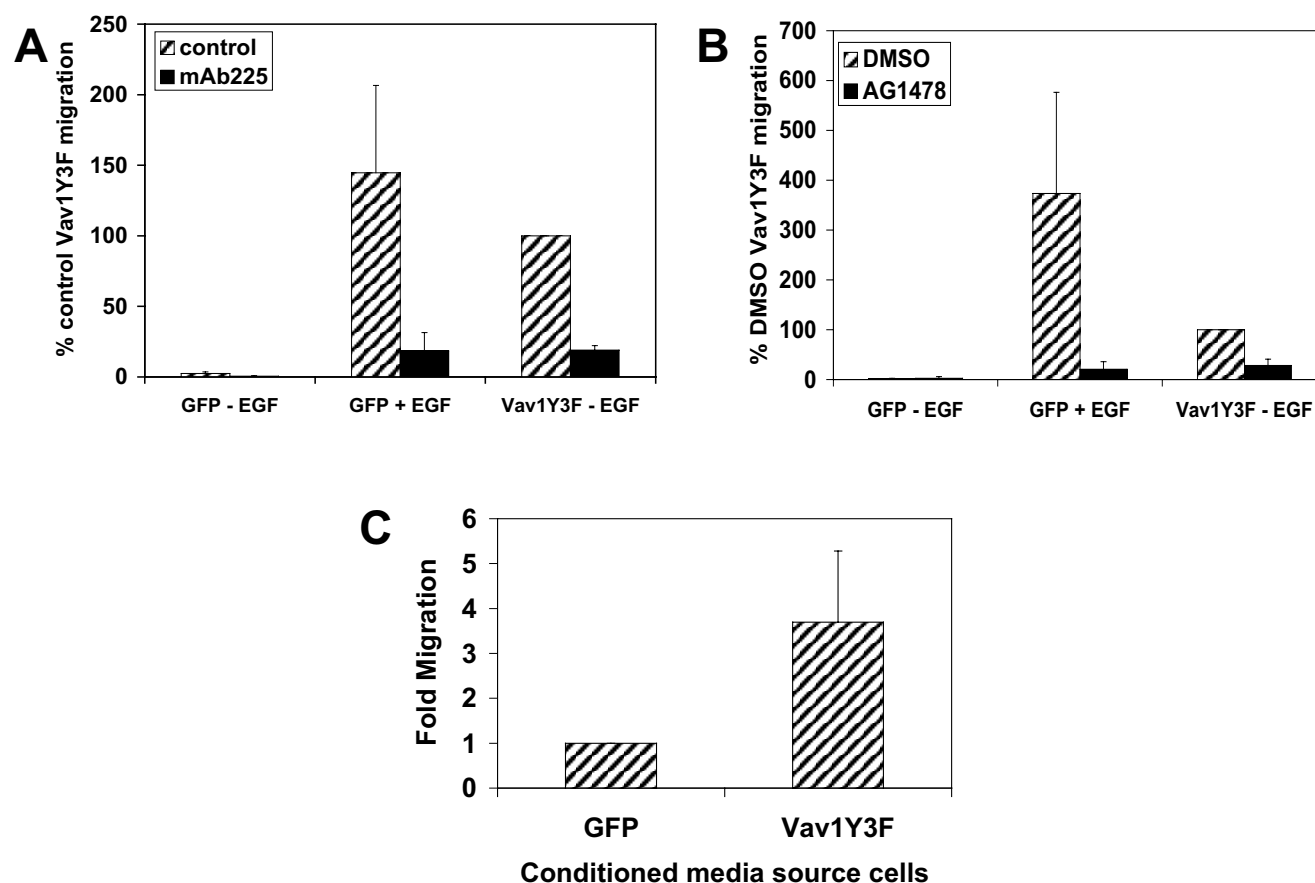 A
% control Vav1Y3F migration
250
200
150
100
50
0
control
mAb225
GFP - EGF
GFP + EGF
Vav1Y3F - EGF
B
% DMSO Vav1Y3F migration
700
600
500
400
300
200
100
0
DMSO
AG1478
GFP - EGF
GFP + EGF
Vav1Y3F - EGF
C
Fold Migration
6
5
4
3
2
1
0
GFP
Vav1Y3F
Conditioned media source cells